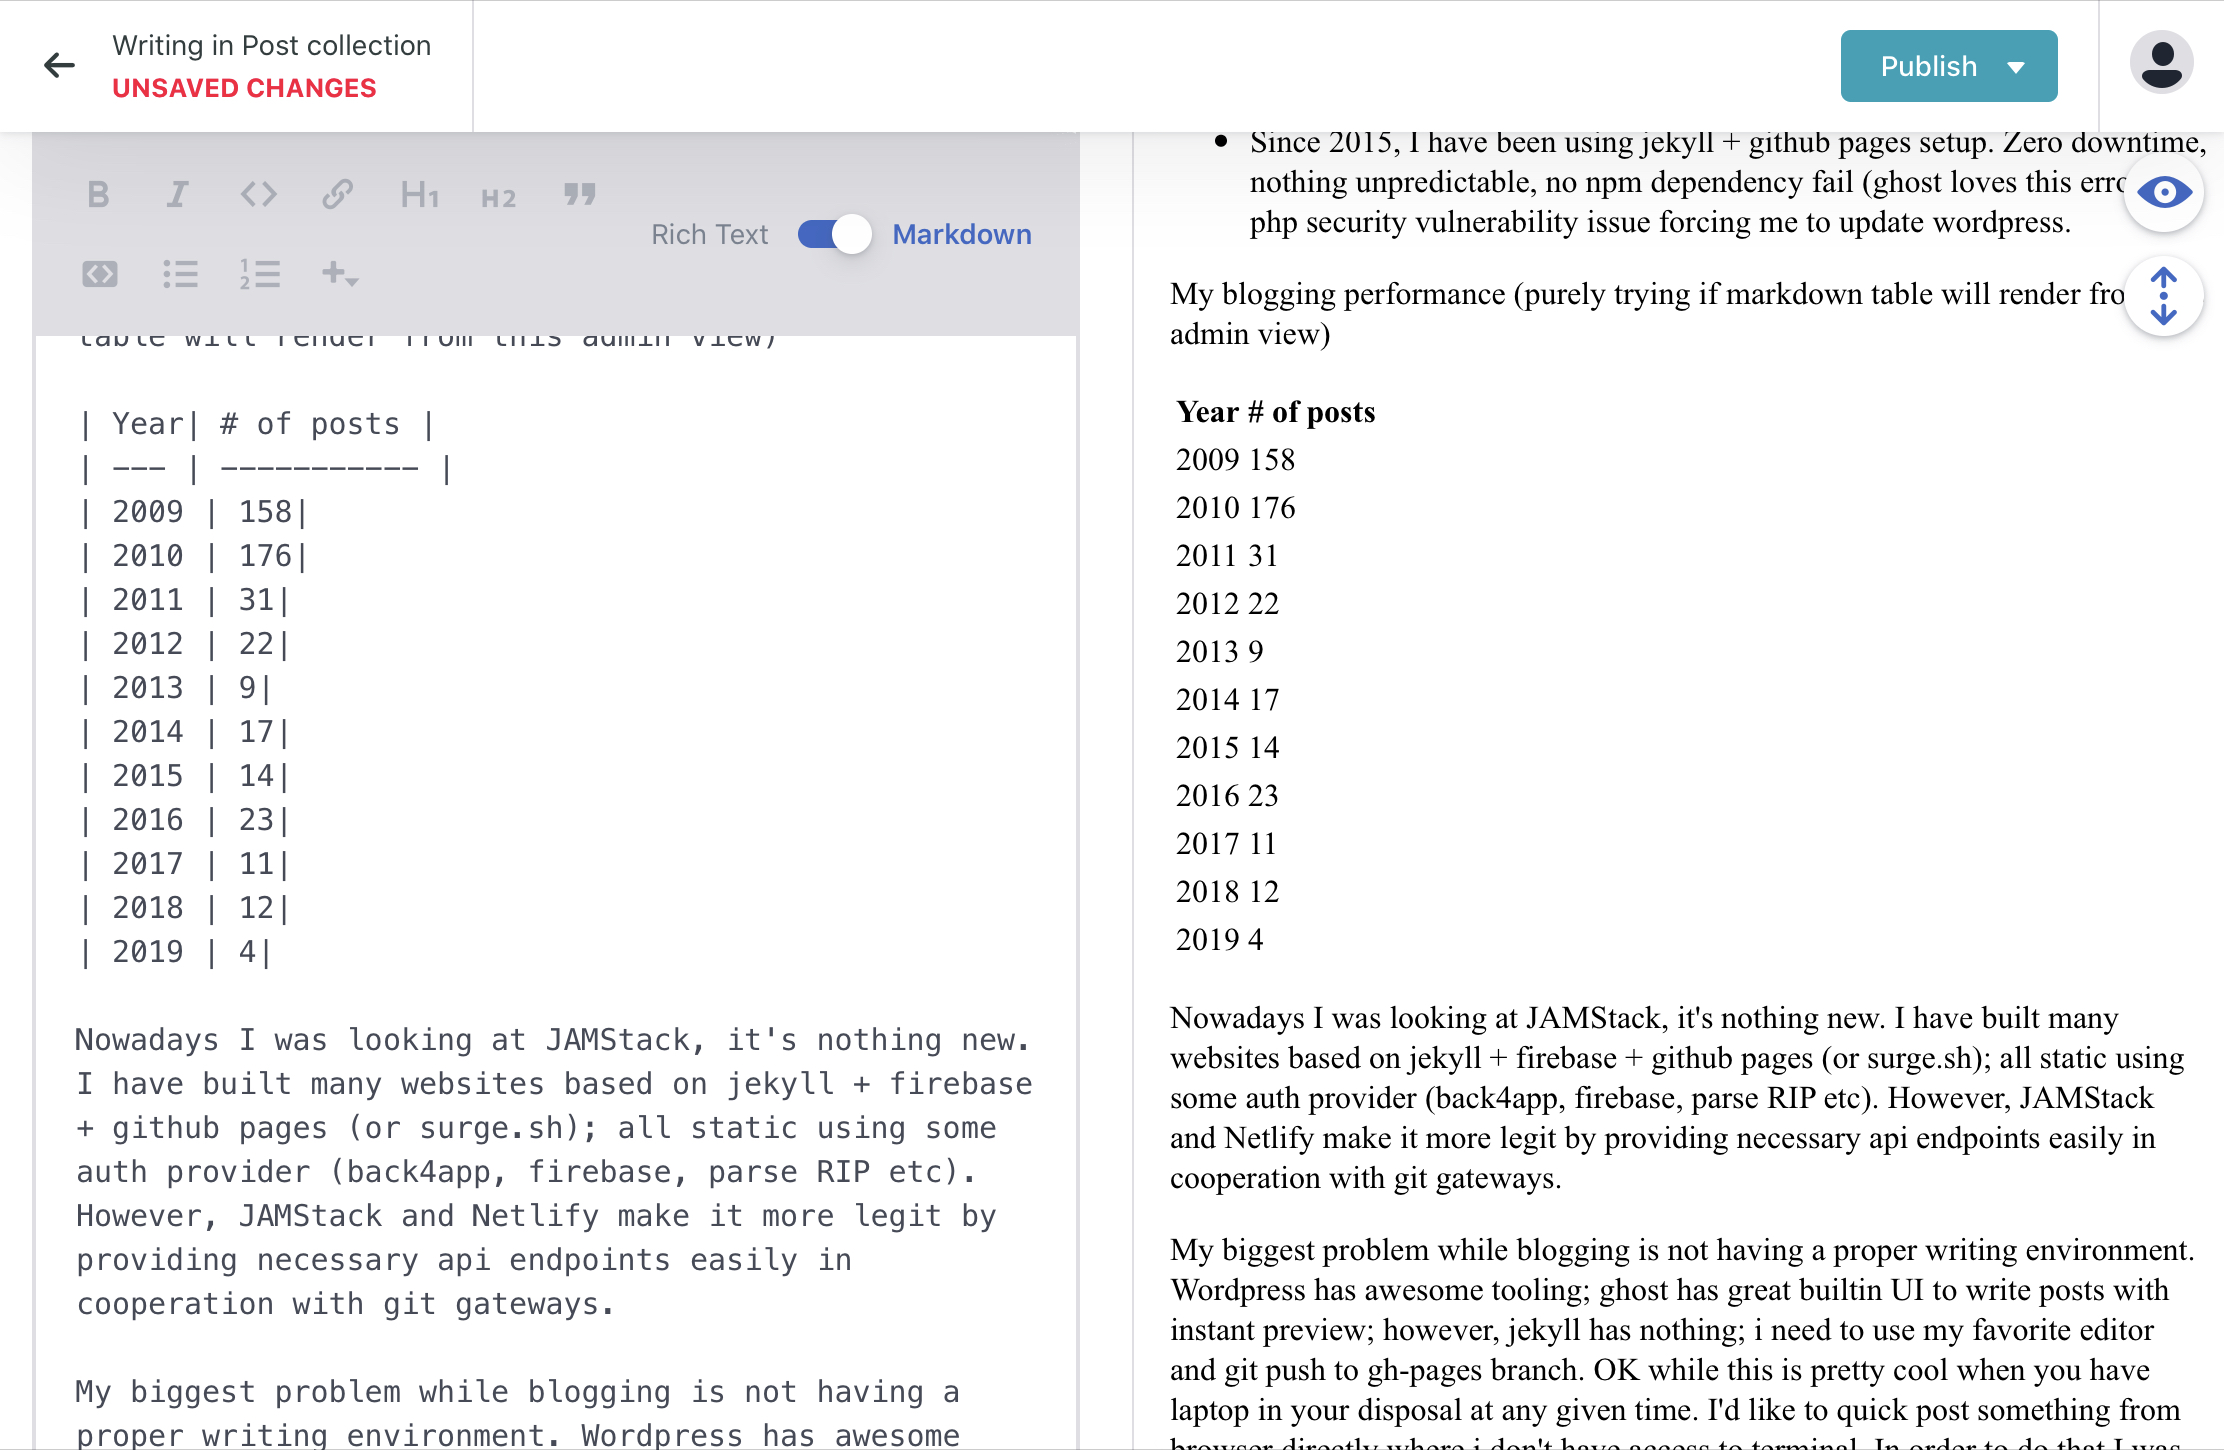 Writing in Post collection
UNSAVED CHANGES
Publish
B I <> H1 H2
Rich Text Markdown
table will render from this admin view)
| Year| # of posts |
| --- | ----------- |
| 2009 | 158|
| 2010 | 176|
| 2011 | 31|
| 2012 | 22|
| 2013 | 9|
| 2014 | 17|
| 2015 | 14|
| 2016 | 23|
| 2017 | 11|
| 2018 | 12|
| 2019 | 4|
Nowadays I was looking at JAMStack, it's nothing new.
I have built many websites based on jekyll + firebase
+ github pages (or surge.sh); all static using some
auth provider (back4app, firebase, parse RIP etc).
However, JAMStack and Netlify make it more legit by
providing necessary api endpoints easily in
cooperation with git gateways.
My biggest problem while blogging is not having a
proper writing environment. Wordpress has awesome
• Since 2015, I have been using jekyll + github pages setup. Zero downtime,
nothing unpredictable, no npm dependency fail (ghost loves this
php security vulnerability issue forcing me to update wordpress.
My blogging performance (purely trying if markdown table will render
admin view)
Year # of posts
2009 158
2010 176
2011 31
2012 22
2013 9
2014 17
2015 14
2016 23
2017 11
2018 12
2019 4
Nowadays I was looking at JAMStack, it's nothing new. I have built many
websites based on jekyll + firebase + github pages (or surge.sh); all static using
some auth provider (back4app, firebase, parse RIP etc). However, JAMStack
and Netlify make it more legit by providing necessary api endpoints easily in
cooperation with git gateways.
My biggest problem while blogging is not having a proper writing environment.
Wordpress has awesome tooling; ghost has great builtin UI to write posts with
instant preview; however, jekyll has nothing; i need to use my favorite editor
and git push to gh-pages branch. OK while this is pretty cool when you have
laptop in your disposal at any given time. I'd like to quick post something from
browser directly where i don't have access to terminal. In order to do that I was